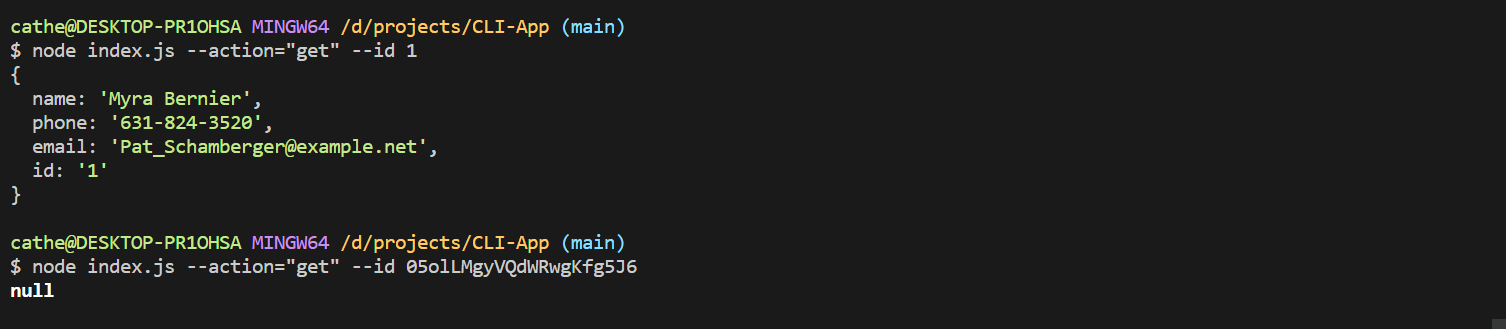 cathe@DESKTOP-PR1OHSA MINGW64 /d/projects/CLI-App (main)
$ node index.js --action="get" --id 1
{
  name: 'Myra Bernier',
  phone: '631-824-3520',
  email: 'Pat_Schamberger@example.net',
  id: '1'
}
cathe@DESKTOP-PR1OHSA MINGW64 /d/projects/CLI-App (main)
$ node index.js --action="get" --id 05olLMgyVQdWRwgKfg5J6
null